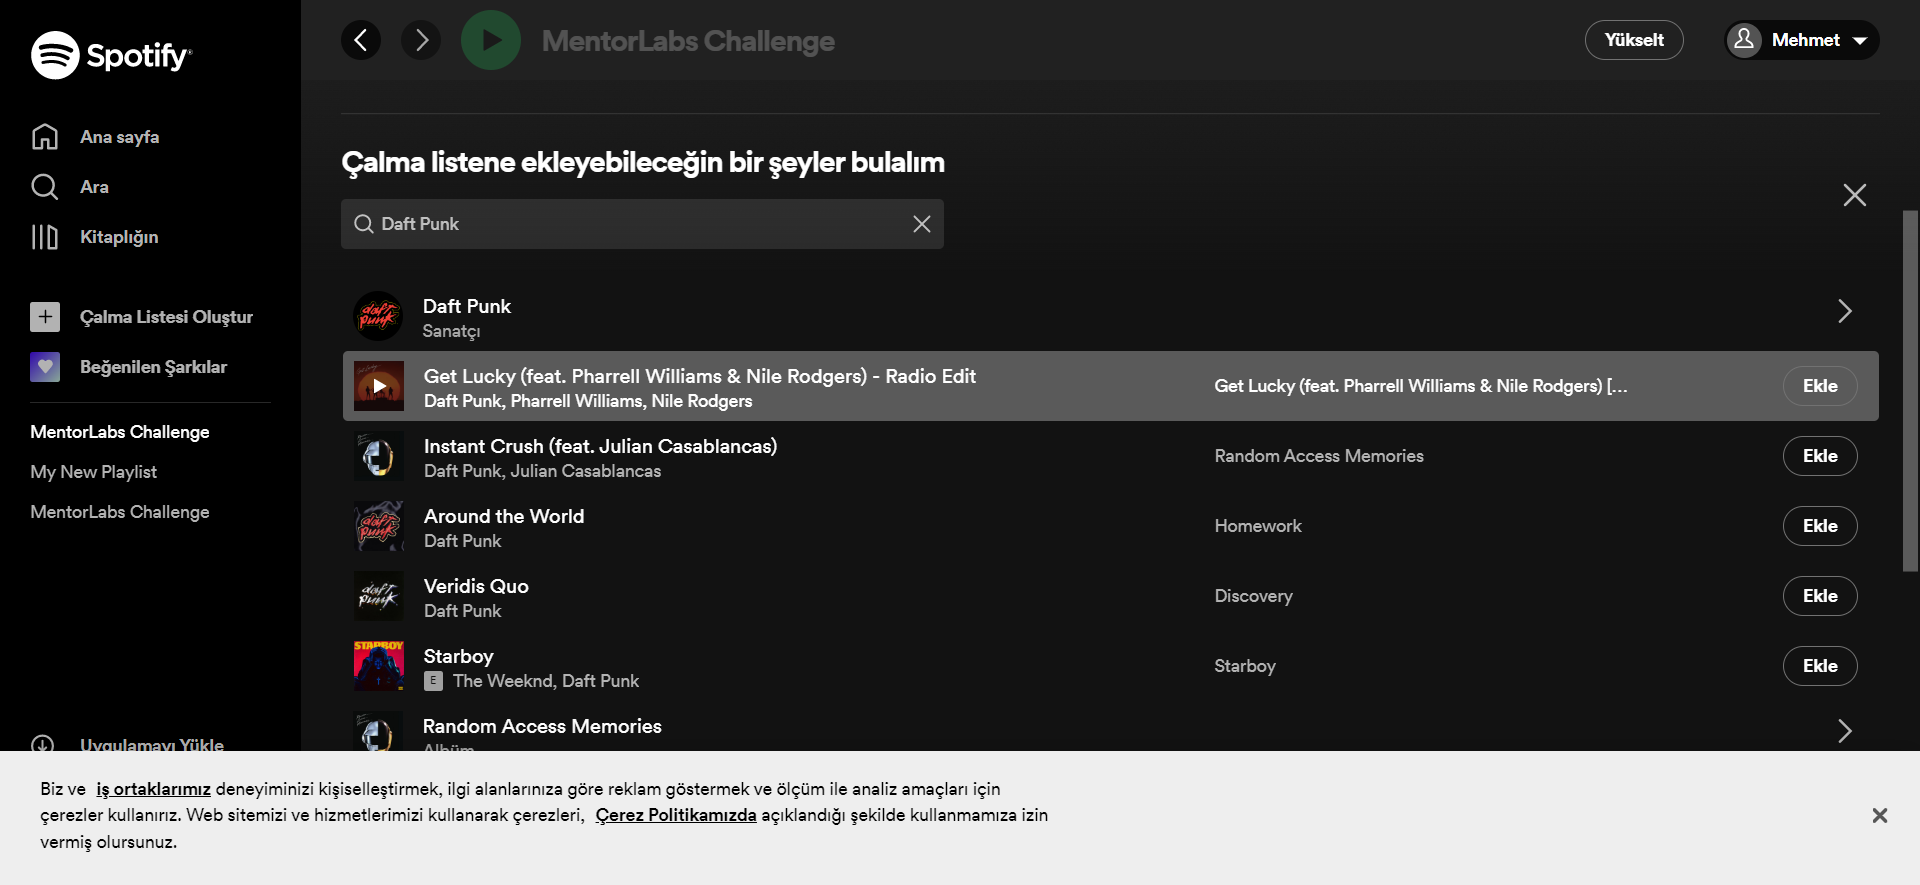 Spotify
MentorLabs Challenge
Yükselt
Mehmet
Ana sayfa
Ara
Kitaplığın
Çalma Listesi Oluştur
Beğenilen Şarkılar
MentorLabs Challenge
My New Playlist
MentorLabs Challenge
Uygulamayı Yükle
Çalma listene ekleyebileceğin bir şeyler bulalım
Daft Punk
Daft Punk
Sanatçı
Get Lucky (feat. Pharrell Williams & Nile Rodgers) - Radio Edit
Daft Punk, Pharrell Williams, Nile Rodgers
Get Lucky (feat. Pharrell Williams & Nile Rodgers) [...
Ekle
Instant Crush (feat. Julian Casablancas)
Daft Punk, Julian Casablancas
Random Access Memories
Ekle
Around the World
Daft Punk
Homework
Ekle
Veridis Quo
Daft Punk
Discovery
Ekle
STARBOY
Starboy
E The Weeknd, Daft Punk
Starboy
Ekle
Random Access Memories
Albüm
Biz ve iş ortaklarımız deneyiminizi kişiselleştirmek, ilgi alanlarınıza göre reklam göstermek ve ölçüm ile analiz amaçları için
çerezler kullanırız. Web sitemizi ve hizmetlerimizi kullanarak çerezleri, Çerez Politikamızda açıklandığı şekilde kullanmamıza izin
vermiş olursunuz.